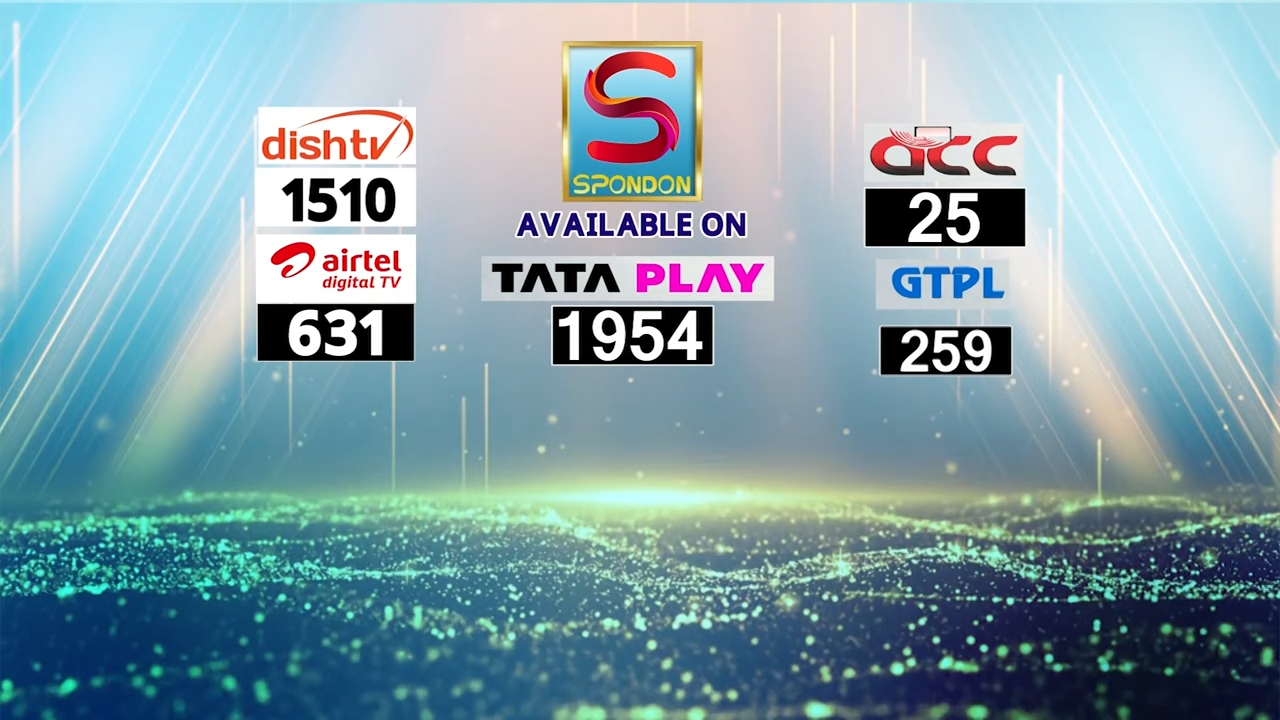 S
SPONDON
AVAILABLE ON
dishtv
1510
airtel
digital TV
631
TATA PLAY
1954
acc
25
GTPL
259